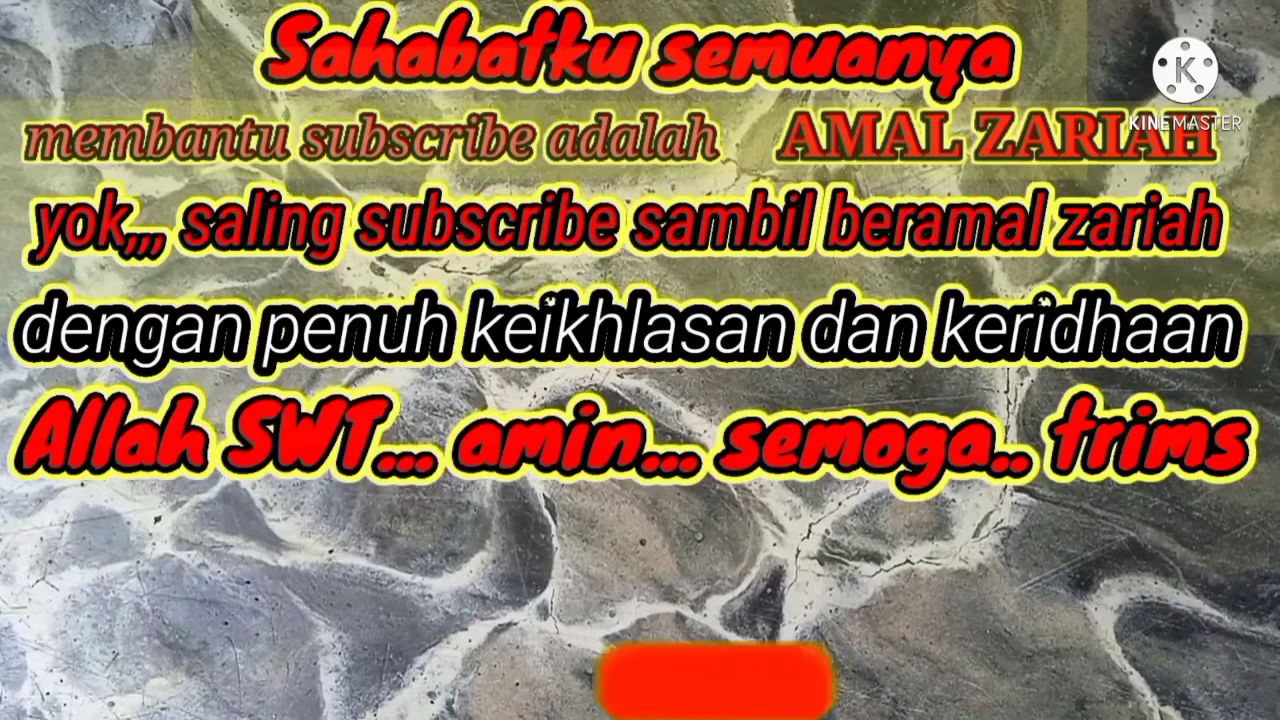 Sahabatku semuanya
KINEMASTER
membantu subscribe adalah AMAL ZARIAH
yok,,, saling subscribe sambil beramal zariah
dengan penuh keikhlasan dan keridhaan
Allah SWT... amin... semoga.. trims